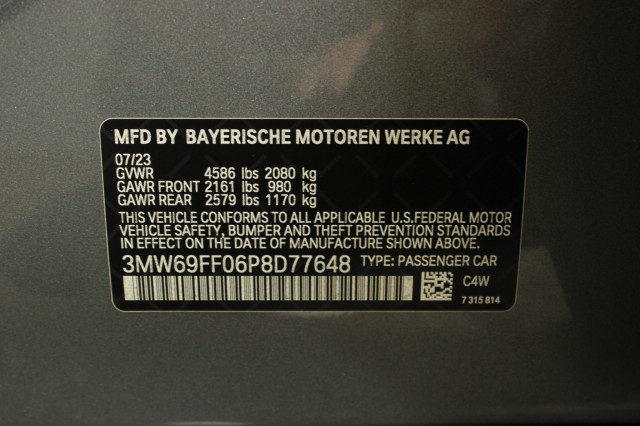 MFD BY BAYERISCHE MOTOREN WERKE AG
07/23
GVWR 4586 lbs 2080 kg
GAWR FRONT 2161 lbs 980 kg
GAWR REAR 2579 lbs 1170 kg
THIS VEHICLE CONFORMS TO ALL APPLICABLE U.S.FEDERAL MOTOR
VEHICLE SAFETY, BUMPER AND THEFT PREVENTION STANDARDS
IN EFFECT ON THE DATE OF MANUFACTURE SHOWN ABOVE.
3MW69FF06P8D77648 TYPE: PASSENGER CAR
C4W
7 315 814